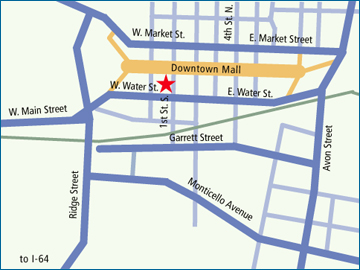 4th St. N.
W. Market St.
E. Market Street
Downtown Mall
W. Water St.
E. Water St.
W. Main Street
1st St. S.
Garrett Street
Avon Street
Monticello Avenue
Ridge Street
to I-64